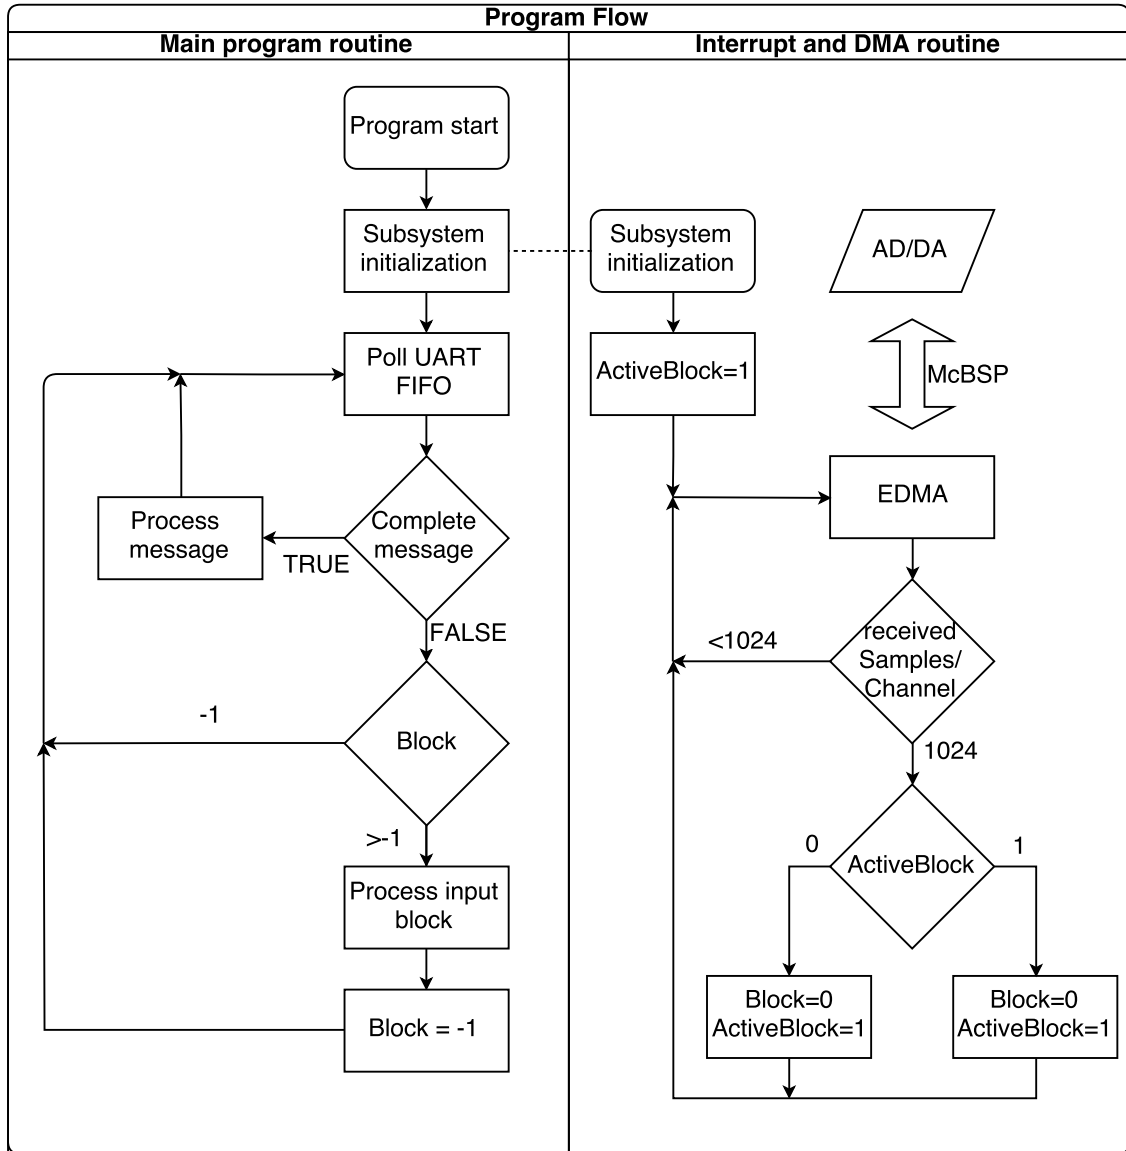 Program Flow
Main program routine
Interrupt and DMA routine
Program start
Subsystem
initialization
Poll UART
FIFO
Complete
message
TRUE
Process
message
FALSE
Block
-1
>-1
Process input
block
Block = -1
Subsystem
initialization
AD/DA
ActiveBlock=1
McBSP
EDMA
received
Samples/
Channel
<1024
1024
ActiveBlock
0
1
Block=0
ActiveBlock=1
Block=0
ActiveBlock=1